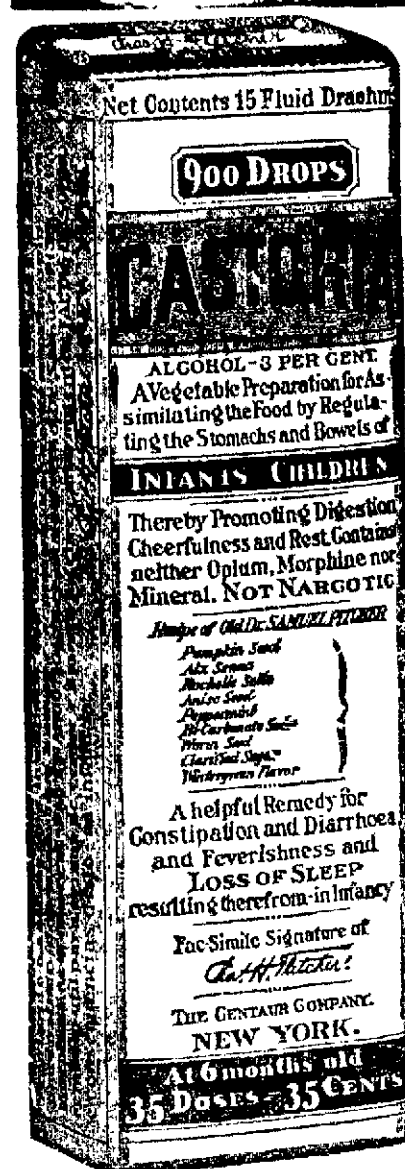 Net Contents 15 Fluid Drachm
900 DROPS
CASTORIA
ALCOHOL-3 PER CENT.
A Vegetable Preparation for As-
similating the Food by Regula-
ting the Stomachs and Bowels of
INFANTS CHILDREN
Thereby Promoting Digestion
Cheerfulness and Rest. Contains
neither Opium, Morphine nor
Mineral. NOT NARCOTIC
Recipe of Old Dr. SAMUEL PITCHER
Pumpkin Seed
Alx Senna
Rochelle Salts
Anise Seed
Peppermint
Bi-Carbonate Soda
Worm Seed
Clarified Sugar
Wintergreen Flavor
A helpful Remedy for
Constipation and Diarrhoea
and Feverishness and
LOSS OF SLEEP
resulting therefrom-in Infancy
Fac-Simile Signature of
Chas. H. Fletcher.
THE CENTAUR COMPANY.
NEW YORK.
At 6 months old
35 DOSES - 35 CENTS